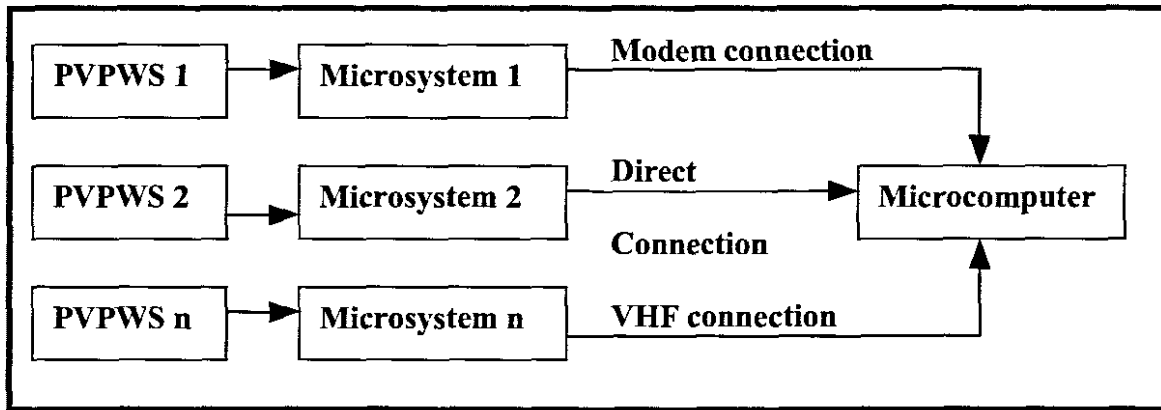 PVPWS 1
Microsystem 1
Modem connection
PVPWS 2
Microsystem 2
Direct
Connection
Microcomputer
PVPWS n
Microsystem n
VHF connection